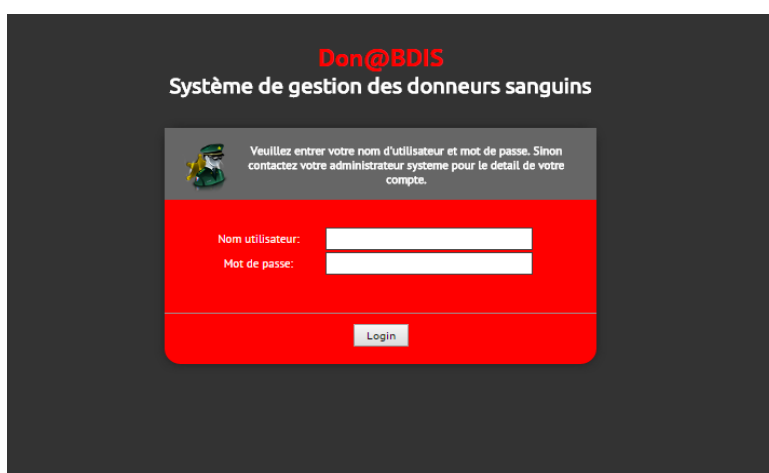 Don@BDIS
Système de gestion des donneurs sanguins
Veuillez entrer votre nom d'utilisateur et mot de passe. Sinon
contactez votre administrateur systeme pour le detail de votre
compte.
Nom utilisateur:
Mot de passe:
Login